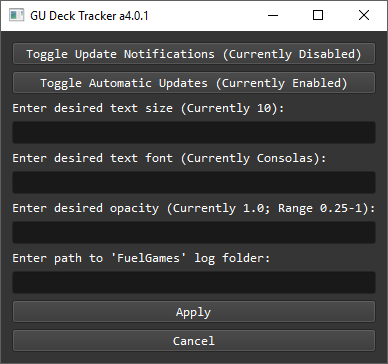 GU Deck Tracker a4.0.1
Toggle Update Notifications (Currently Disabled)
Toggle Automatic Updates (Currently Enabled)
Enter desired text size (Currently 10):
Enter desired text font (Currently Consolas):
Enter desired opacity (Currently 1.0; Range 0.25-1):
Enter path to 'FuelGames' log folder:
Apply
Cancel